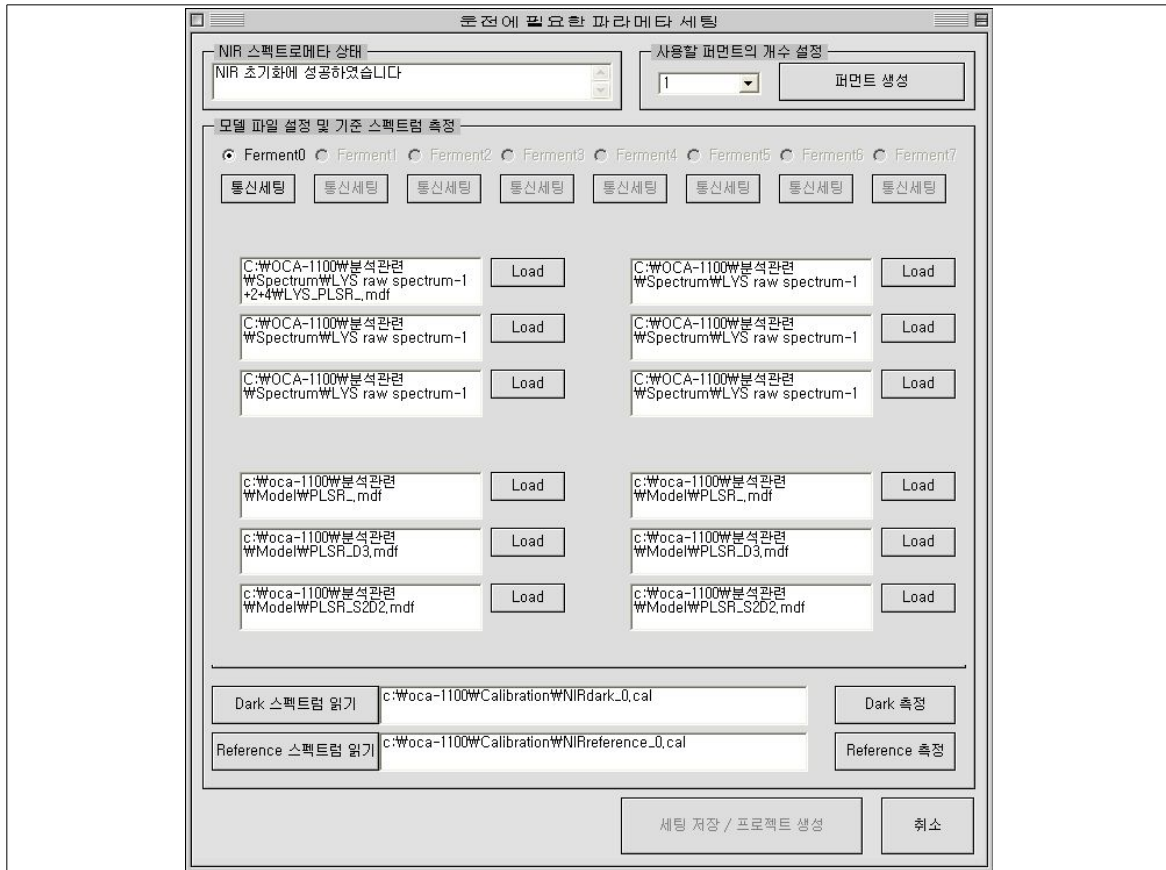 운전에 필요한 파라메타 세팅
NIR 스펙트로메타 상태
NIR 초기화에 성공하였습니다
사용할 퍼먼트의 개수 설정
1
퍼먼트 생성
모델 파일 설정 및 기준 스펙트럼 측정
Ferment0 Ferment1 Ferment2 Ferment3 Ferment4 Ferment5 Ferment6 Ferment7
통신세팅 통신세팅 통신세팅 통신세팅 통신세팅 통신세팅 통신세팅 통신세팅
C:₩OCA-1100₩분석관련
₩Spectrum₩LYS raw spectrum-1
+2+4₩LYS_PLSR_.mdf
Load
C:₩OCA-1100₩분석관련
₩Spectrum₩LYS raw spectrum-1
Load
C:₩OCA-1100₩분석관련
₩Spectrum₩LYS raw spectrum-1
Load
C:₩OCA-1100₩분석관련
₩Spectrum₩LYS raw spectrum-1
Load
C:₩OCA-1100₩분석관련
₩Spectrum₩LYS raw spectrum-1
Load
C:₩OCA-1100₩분석관련
₩Spectrum₩LYS raw spectrum-1
Load
c:₩oca-1100₩분석관련
₩Model₩PLSR_.mdf
Load
c:₩oca-1100₩분석관련
₩Model₩PLSR_.mdf
Load
c:₩oca-1100₩분석관련
₩Model₩PLSR_D3.mdf
Load
c:₩oca-1100₩분석관련
₩Model₩PLSR_D3.mdf
Load
c:₩oca-1100₩분석관련
₩Model₩PLSR_S2D2.mdf
Load
c:₩oca-1100₩분석관련
₩Model₩PLSR_S2D2.mdf
Load
Dark 스펙트럼 읽기
c:₩oca-1100₩Calibration₩NIRdark_0.cal
Dark 측정
Reference 스펙트럼 읽기
c:₩oca-1100₩Calibration₩NIRreference_0.cal
Reference 측정
세팅 저장 / 프로젝트 생성
취소